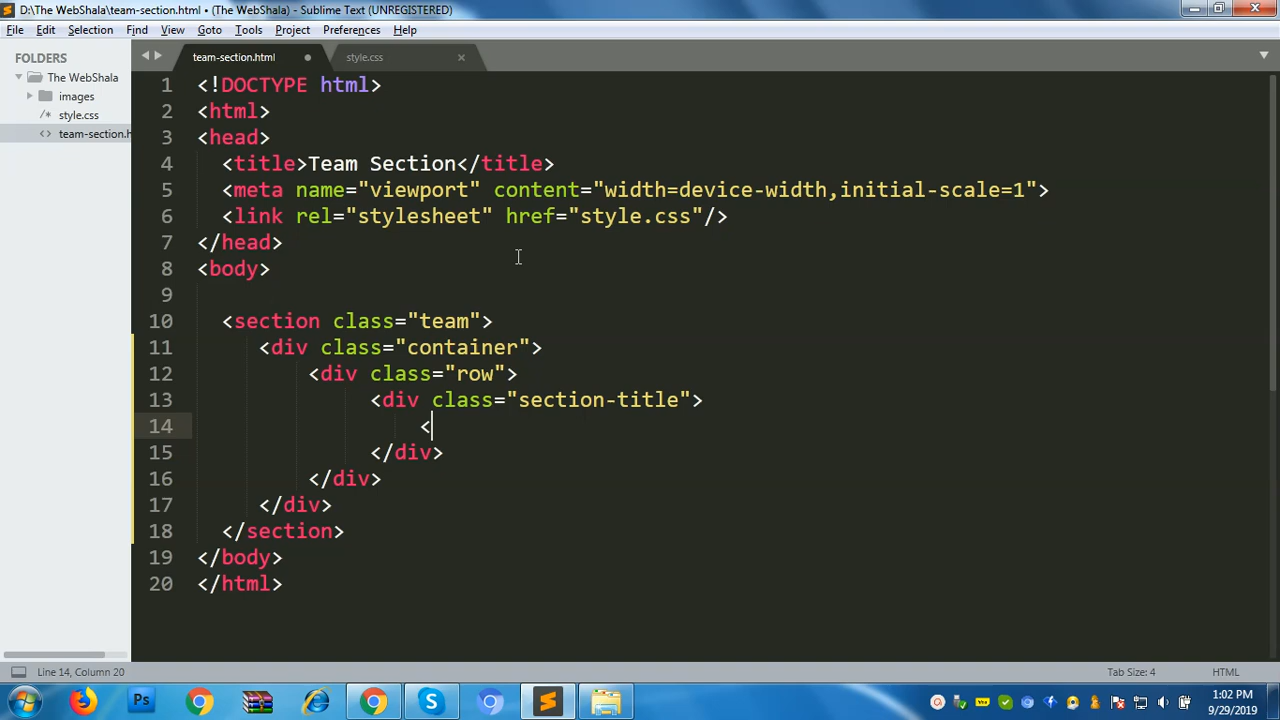 D:\The WebShala\team-section.html • (The WebShala) - Sublime Text (UNREGISTERED)
File Edit Selection Find View Goto Tools Project Preferences Help
FOLDERS
The WebShala
images
style.css
team-section.h
team-section.html
style.css
1 <!DOCTYPE html>
2 <html>
3 <head>
4 <title>Team Section</title>
5 <meta name="viewport" content="width=device-width,initial-scale=1">
6 <link rel="stylesheet" href="style.css"/>
7 </head>
8 <body>
9
10 <section class="team">
11 <div class="container">
12 <div class="row">
13 <div class="section-title">
14 <
15 </div>
16 </div>
17 </div>
18 </section>
19 </body>
20 </html>
Line 14, Column 20
Tab Size: 4
HTML
Ps
1:02 PM
9/29/2019